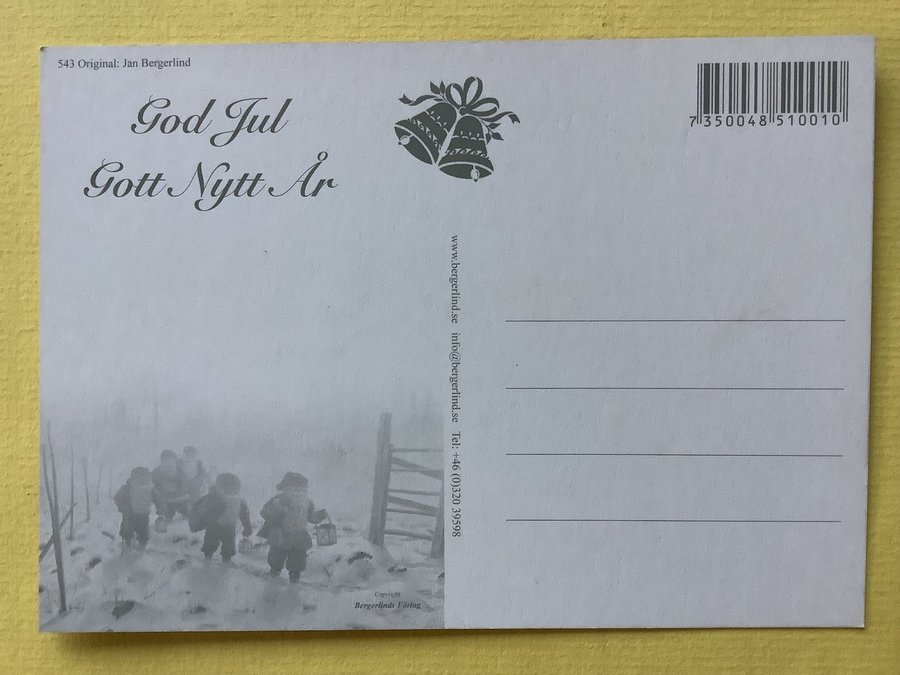 543 Original: Jan Bergerlind
God Jul
Gott Nytt År
7 350048 510010
www.bergerlind.se info@bergerlind.se Tel: +46 (0)320 39598
Copyright
Bergerlinds Förlag